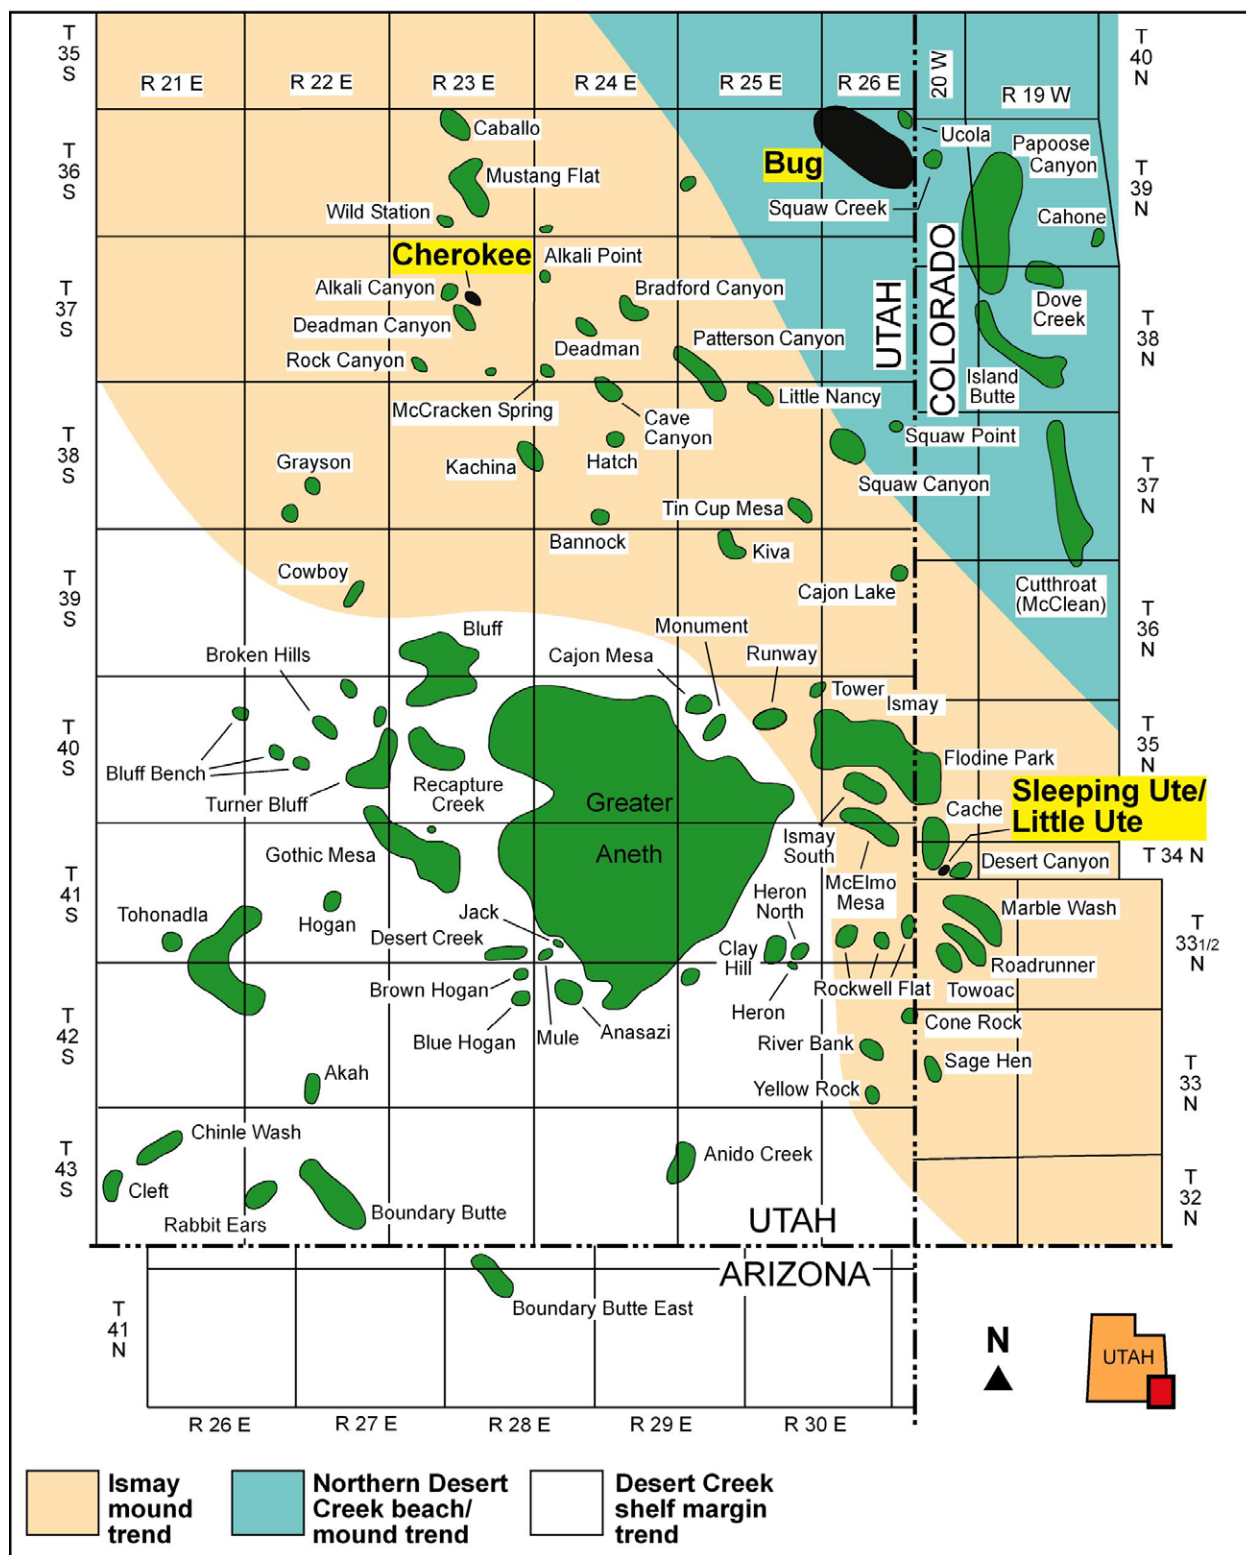 T
35
S
R 21 E
R 22 E
R 23 E
R 24 E
R 25 E
R 26 E
20 W
R 19 W
T
40
N
Caballo
Ucola
Papoose
Canyon
T
36
S
Mustang Flat
Bug
T
39
N
Wild Station
Squaw Creek
Cahone
Cherokee
Alkali Point
Alkali Canyon
Bradford Canyon
T
37
S
Deadman Canyon
Deadman
Patterson Canyon
UTAH
COLORADO
Dove
Creek
T
38
N
Rock Canyon
Island
Butte
McCracken Spring
Little Nancy
Cave
Canyon
Squaw Point
T
38
S
Grayson
Kachina
Hatch
Squaw Canyon
T
37
N
Tin Cup Mesa
Bannock
Kiva
Cowboy
Cajon Lake
Cutthroat
(McClean)
T
39
S
Monument
T
36
N
Bluff
Broken Hills
Cajon Mesa
Runway
Tower
Ismay
T
40
S
Bluff Bench
Recapture
Creek
Flodine Park
T
35
N
Turner Bluff
Greater
Aneth
Sleeping Ute/
Little Ute
Cache
Ismay
South
Gothic Mesa
Desert Canyon
T 34 N
McElmo
Mesa
T
41
S
Heron
North
Tohonadla
Hogan
Jack
Marble Wash
T
33 1/2
N
Desert Creek
Clay
Hill
Roadrunner
Brown Hogan
Rockwell Flat
Towoac
Heron
T
42
S
Blue Hogan
Mule
Anasazi
Cone Rock
River Bank
Sage Hen
T
33
N
Akah
Yellow Rock
Chinle Wash
T
43
S
Cleft
Anido Creek
T
32
N
Rabbit Ears
Boundary Butte
UTAH
ARIZONA
Boundary Butte East
T
41
N
N
UTAH
R 26 E
R 27 E
R 28 E
R 29 E
R 30 E
Ismay
mound
trend
Northern Desert
Creek beach/
mound trend
Desert Creek
shelf margin
trend